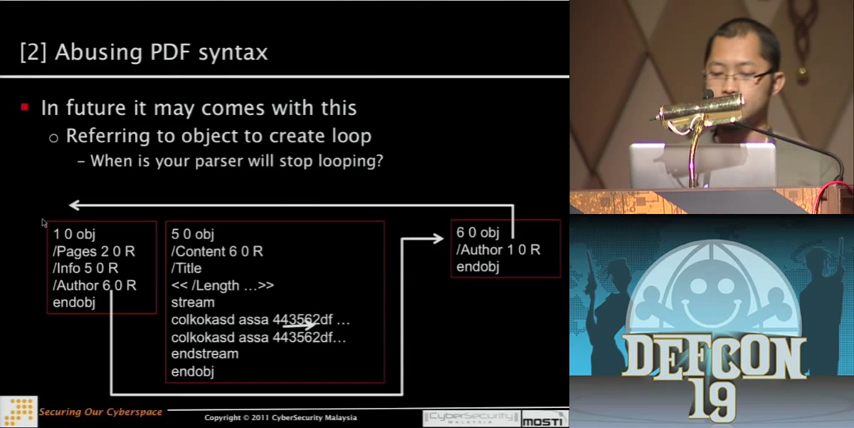 [2] Abusing PDF syntax
In future it may comes with this
Referring to object to create loop
– When is your parser will stop looping?
1 0 obj
/Pages 2 0 R
/Info 5 0 R
/Author 6 0 R
endobj
5 0 obj
/Content 6 0 R
/Title
<< /Length ...>>
stream
colkokasd assa 443562df ...
colkokasd assa 443562df...
endstream
endobj
6 0 obj
/Author 1 0 R
endobj
Securing Our Cyberspace
Copyright © 2011 CyberSecurity Malaysia
CyberSecurity
MALAYSIA
MOSTI
DEFCON
19